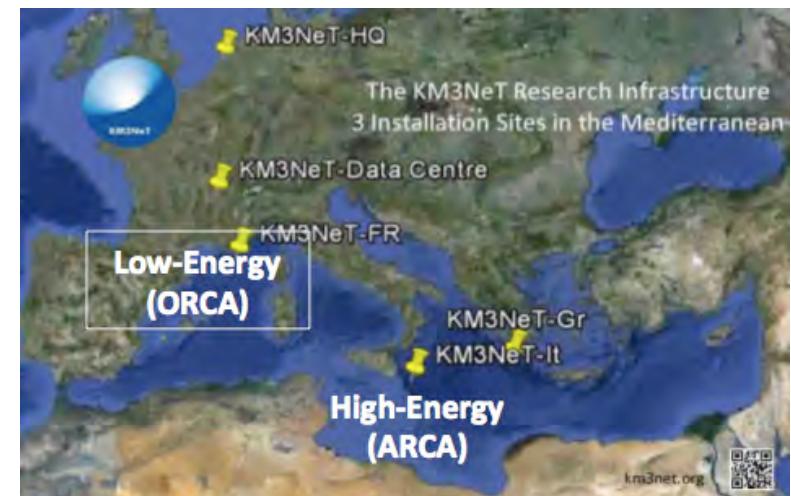 KM3NeT-HQ
The KM3NeT Research Infrastructure
3 Installation Sites in the Mediterranean
KM3NeT
KM3NeT-Data Centre
KM3NeT-FR
Low-Energy
(ORCA)
KM3NeT-Gr
KM3NeT-It
High-Energy
(ARCA)
km3net.org